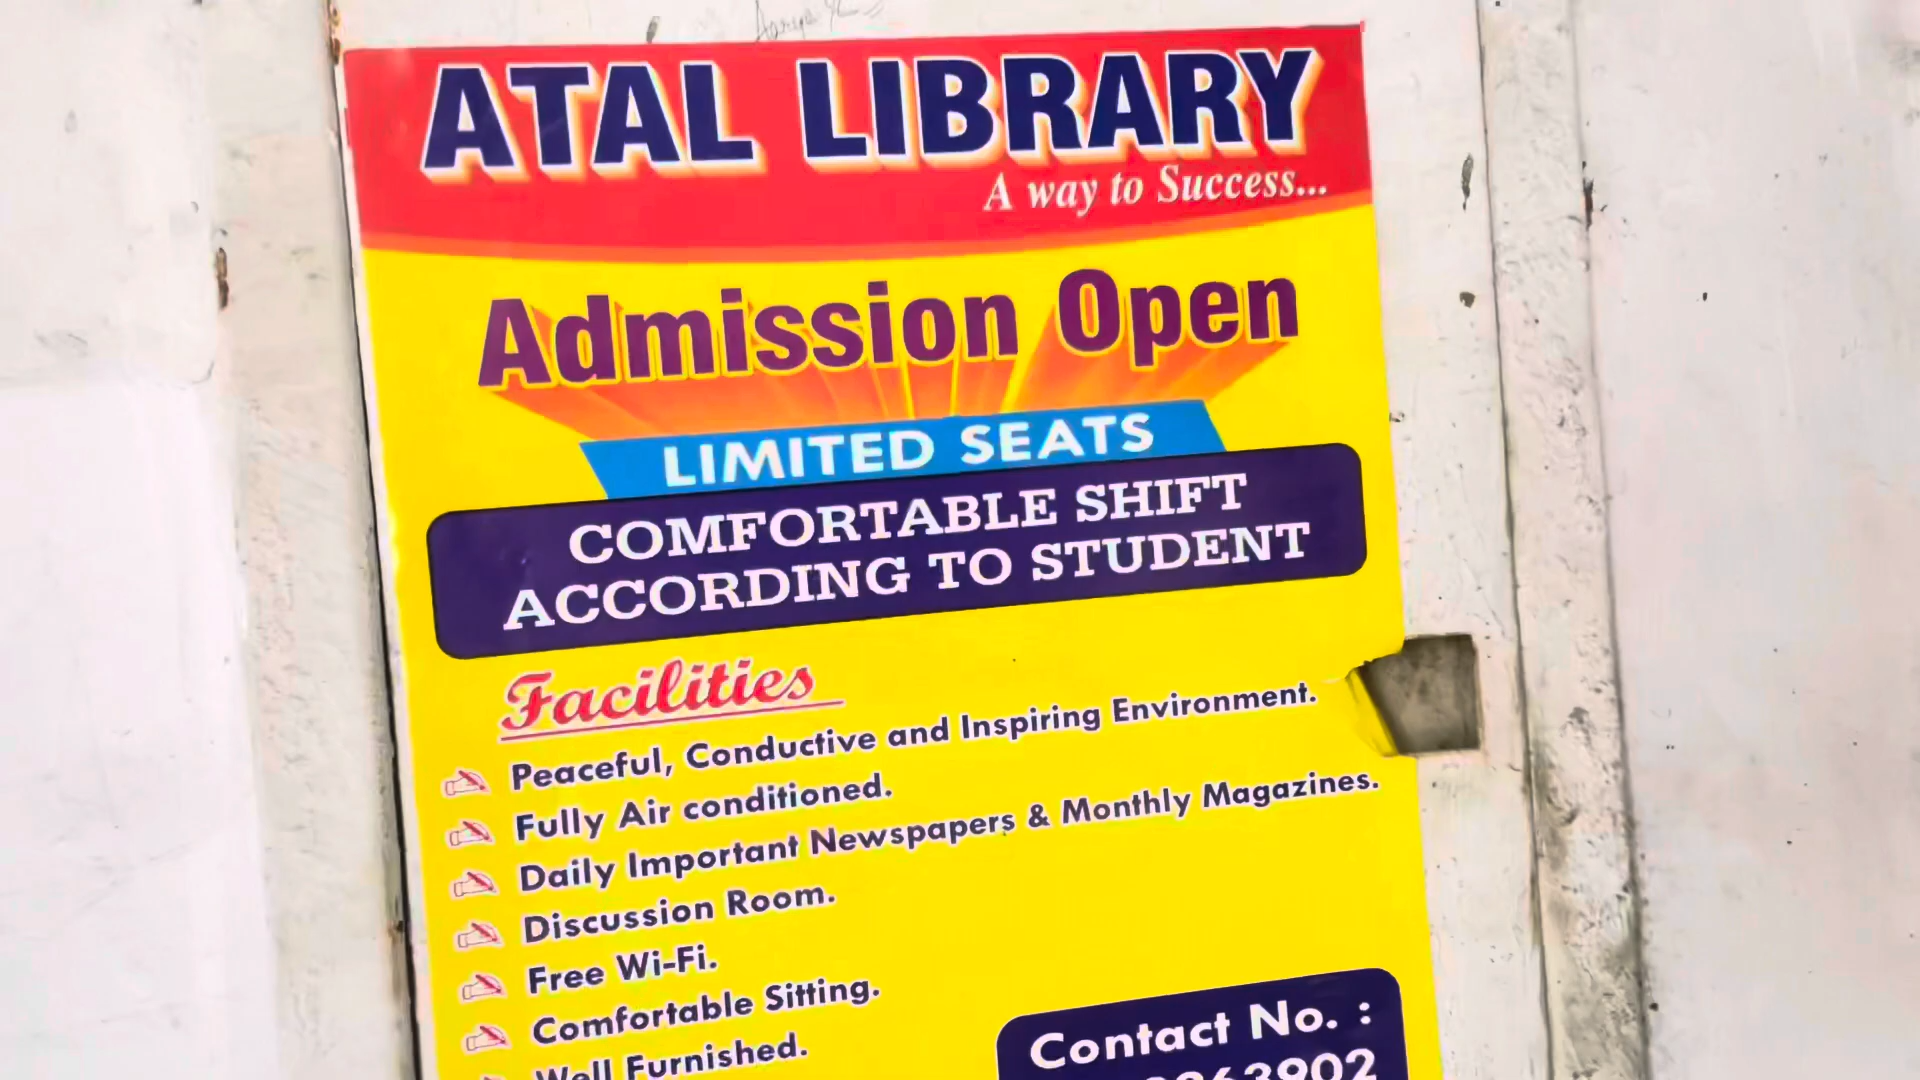 ATAL LIBRARY
A way to Success...
Admission Open
LIMITED SEATS
COMFORTABLE SHIFT
ACCORDING TO STUDENT
Facilities
Peaceful, Conductive and Inspiring Environment.
Fully Air conditioned.
Daily Important Newspapers & Monthly Magazines.
Discussion Room.
Free Wi-Fi.
Comfortable Sitting.
Well Furnished.
Contact No. :